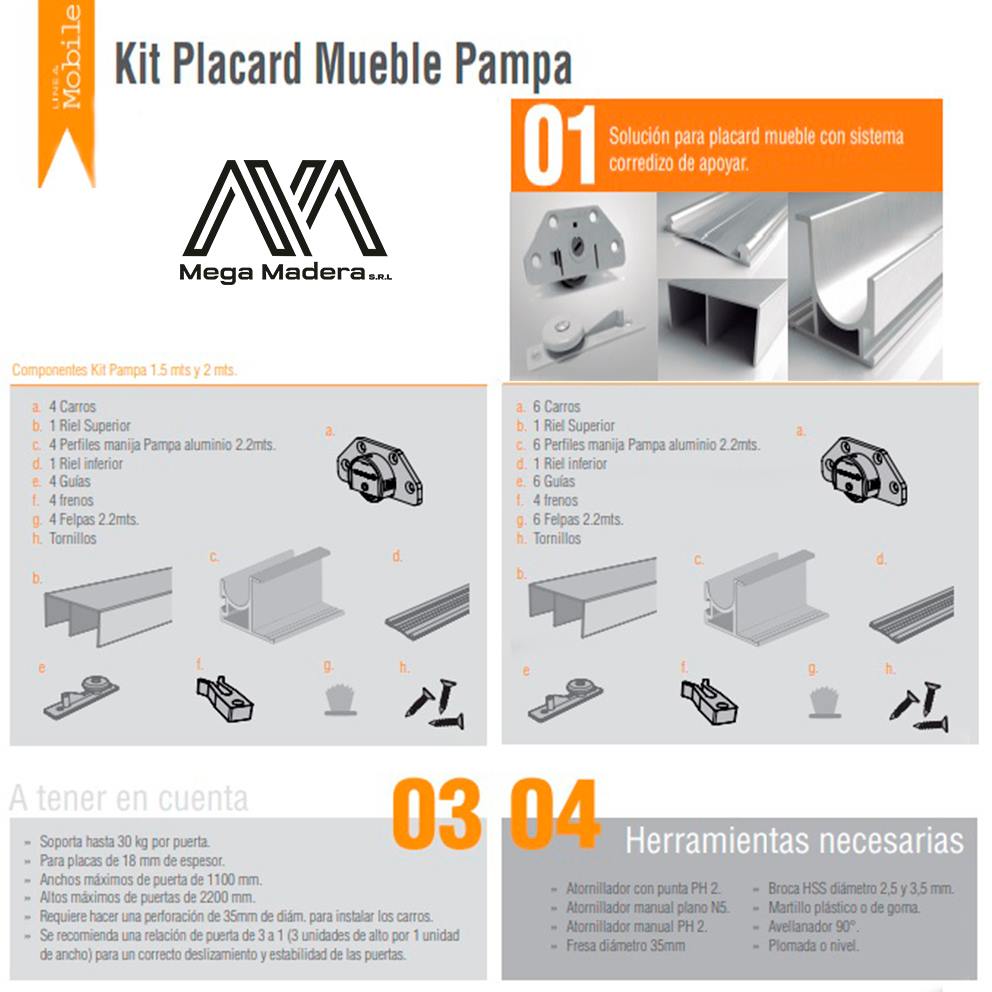 LINEA
Mobile
Kit Placard Mueble Pampa
Mega Madera S.R.L
01
Solución para placard mueble con sistema
corredizo de apoyar.
Componentes Kit Pampa 1.5 mts y 2 mts.
a. 4 Carros
b. 1 Riel Superior
c. 4 Perfiles manija Pampa aluminio 2.2mts.
d. 1 Riel inferior
e. 4 Guías
f. 4 frenos
g. 4 Felpas 2.2mts.
h. Tornillos
a.
b.
c.
d.
e
f.
g.
h.
a. 6 Carros
b. 1 Riel Superior
c. 6 Perfiles manija Pampa aluminio 2.2mts.
d. 1 Riel inferior
e. 6 Guías
f. 4 frenos
g. 6 Felpas 2.2mts.
h. Tornillos
a.
b.
c.
d.
e
f.
g.
h.
A tener en cuenta
03
» Soporta hasta 30 kg por puerta.
» Para placas de 18 mm de espesor.
» Anchos máximos de puerta de 1100 mm.
» Altos máximos de puertas de 2200 mm.
» Requiere hacer una perforación de 35mm de diám. para instalar los carros.
» Se recomienda una relación de puerta de 3 a 1 (3 unidades de alto por 1 unidad
de ancho) para un correcto deslizamiento y estabilidad de las puertas.
04
Herramientas necesarias
» Atornillador con punta PH 2.
» Atornillador manual plano N5.
» Atornillador manual PH 2.
» Fresa diámetro 35mm
» Broca HSS diámetro 2,5 y 3,5 mm.
» Martillo plástico o de goma.
» Avellanador 90°.
» Plomada o nivel.